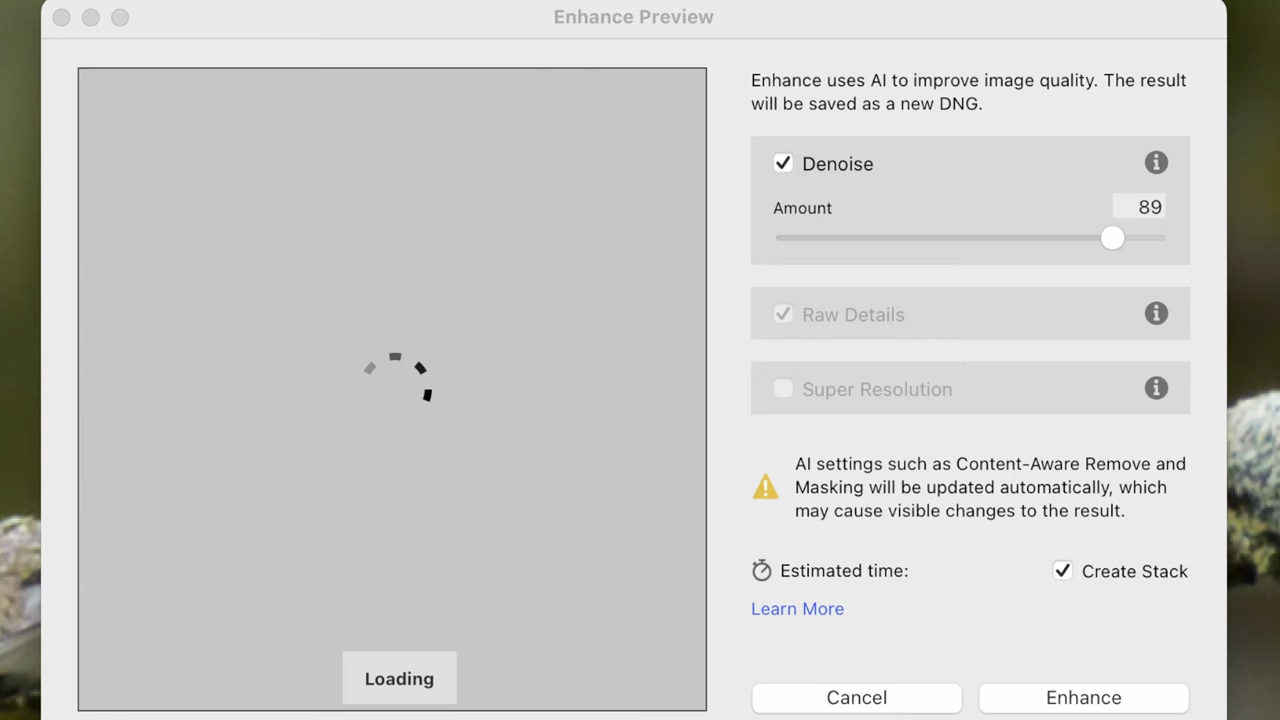 Enhance Preview
Enhance uses AI to improve image quality. The result
will be saved as a new DNG.
Denoise
Amount
89
Raw Details
Super Resolution
AI settings such as Content-Aware Remove and
Masking will be updated automatically, which
may cause visible changes to the result.
Estimated time:
Create Stack
Learn More
Loading
Cancel
Enhance